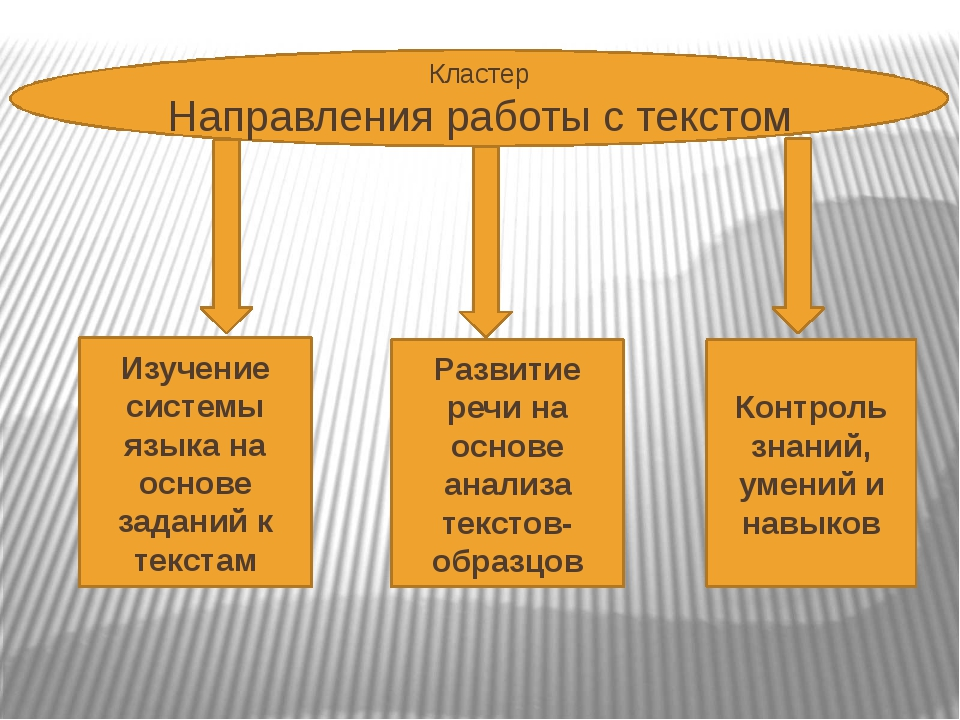 Кластер
Направления работы с текстом
Изучение
системы
языка на
основе
заданий к
текстам
Развитие
речи на
основе
анализа
текстов-
образцов
Контроль
знаний,
умений и
навыков